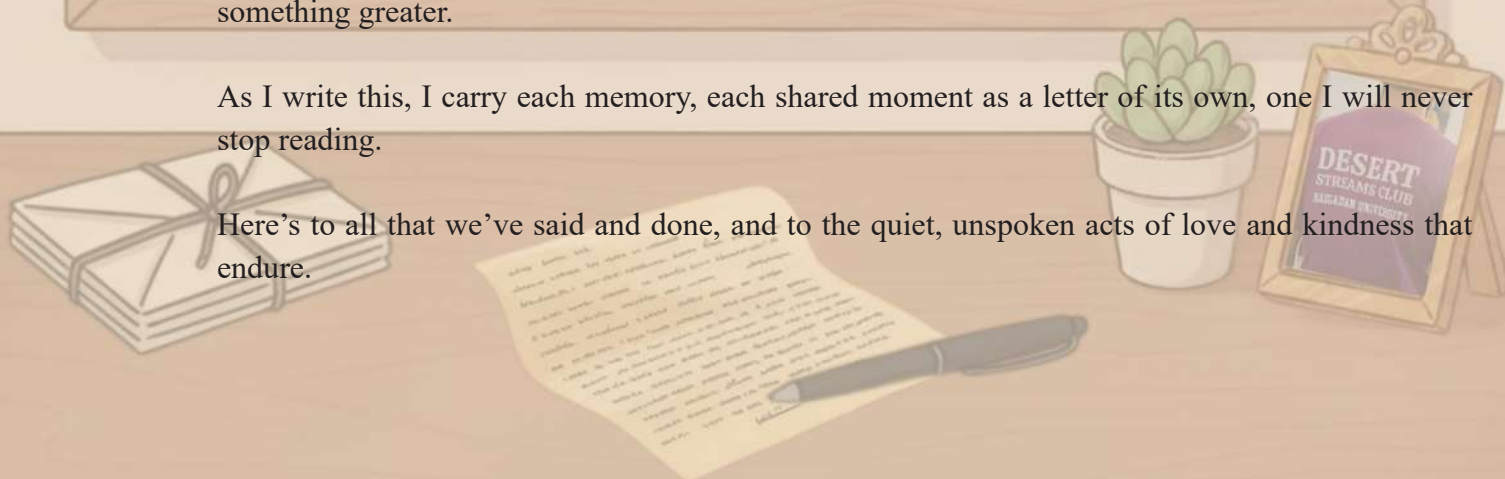 something greater.
As I write this, I carry each memory, each shared moment as a letter of its own, one I will never
stop reading.
Here’s to all that we’ve said and done, and to the quiet, unspoken acts of love and kindness that
endure.
DESERT
STREAMS CLUB
UNIVERSITY